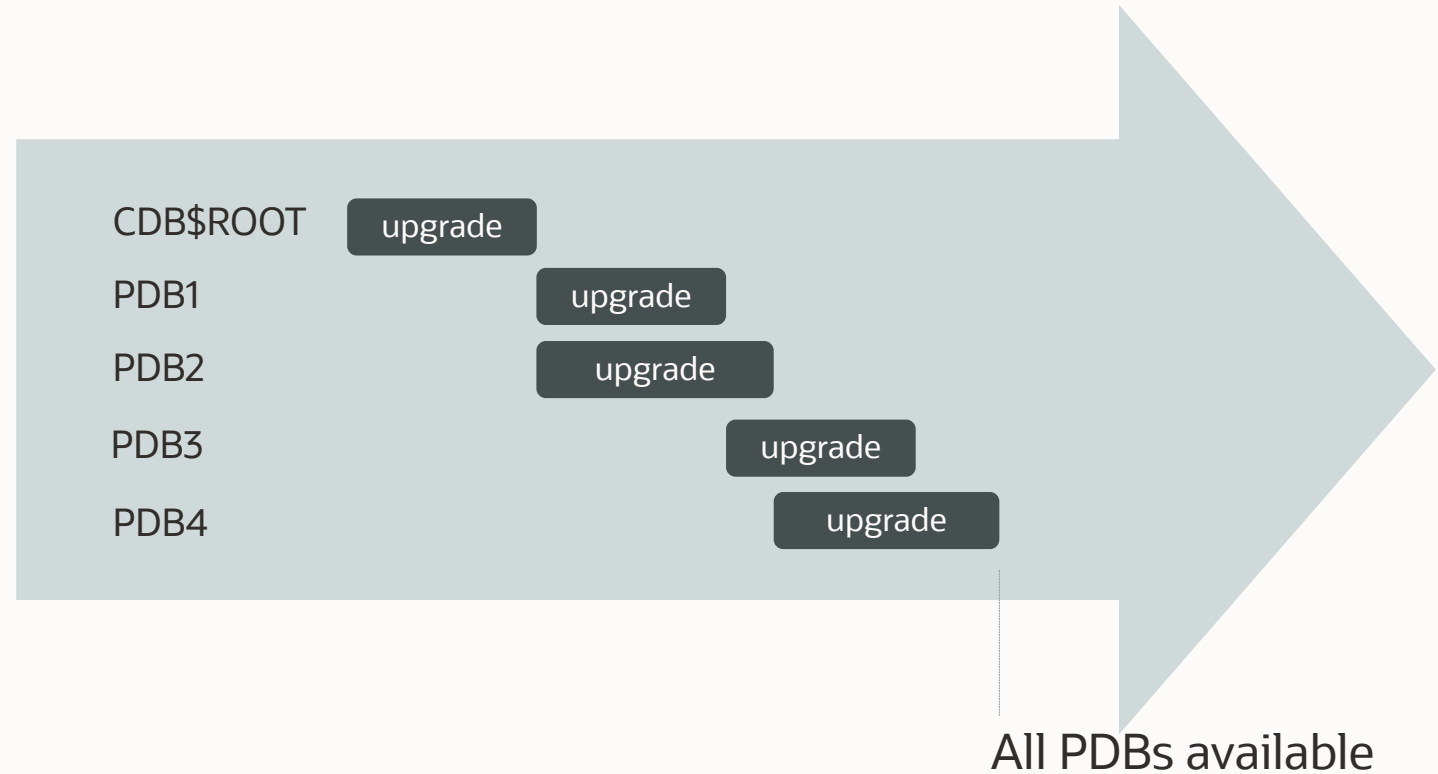 CDB$ROOT upgrade
PDB1 upgrade
PDB2 upgrade
PDB3 upgrade
PDB4 upgrade
All PDBs available